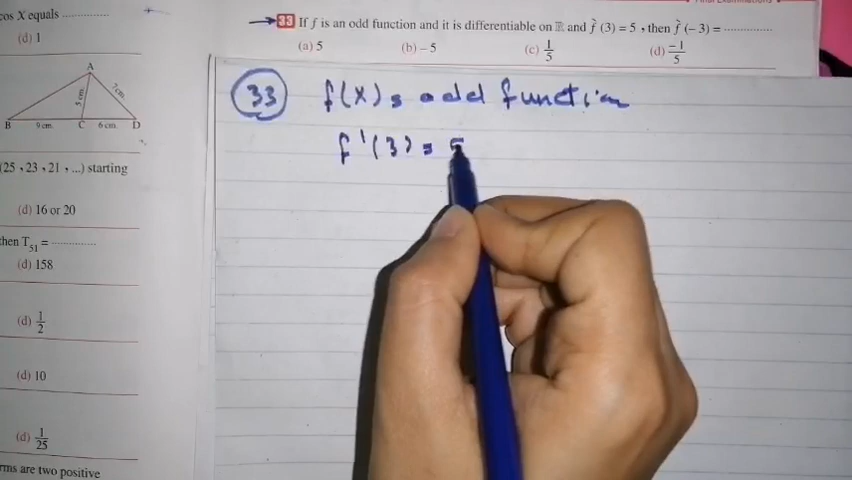 cos X equals ..............
(d) 1
A
5 cm.
7 cm.
B 9 cm. C 6 cm. D
(25 , 23 , 21 , ...) starting
(d) 16 or 20
then T51 = ..............
(d) 158
(d) 1/2
(d) 10
(d) 1/25
rms are two positive
33 If f is an odd function and it is differentiable on ℝ and f̀ (3) = 5 , then f̀ (– 3) = ..............
(a) 5 (b) – 5 (c) 1/5 (d) –1/5
33 f(x) = odd function
f'(3) = 5